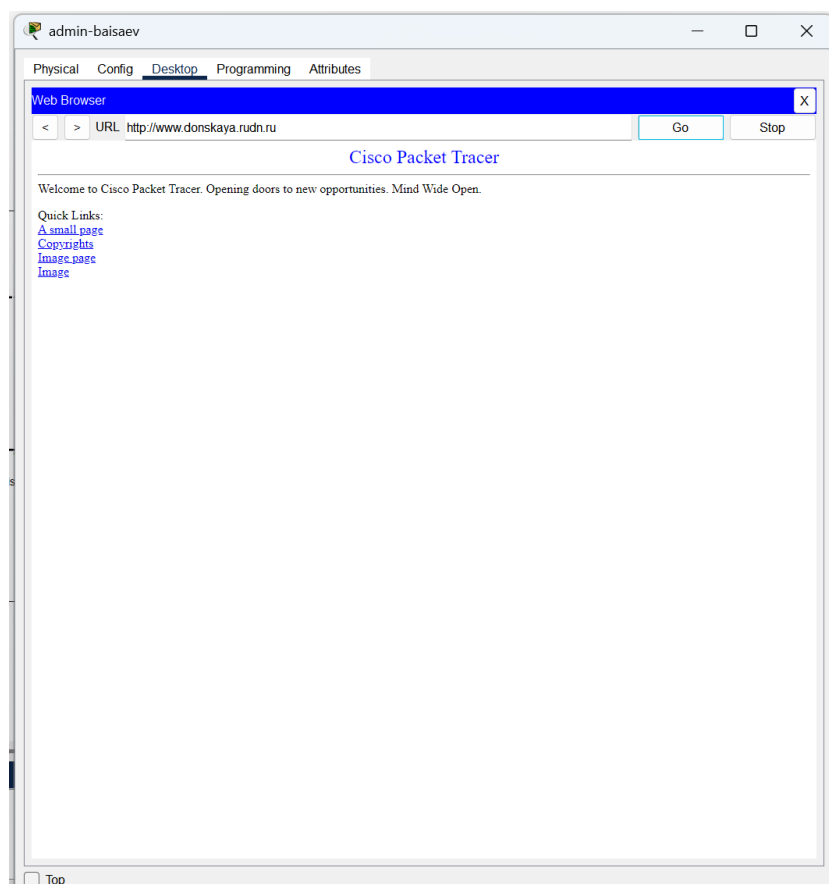 admin-baisaev
Physical Config Desktop Programming Attributes
Web Browser X
< > URL http://www.donskaya.rudn.ru Go Stop
Cisco Packet Tracer
Welcome to Cisco Packet Tracer. Opening doors to new opportunities. Mind Wide Open.
Quick Links:
A small page
Copyrights
Image page
Image
s
Top